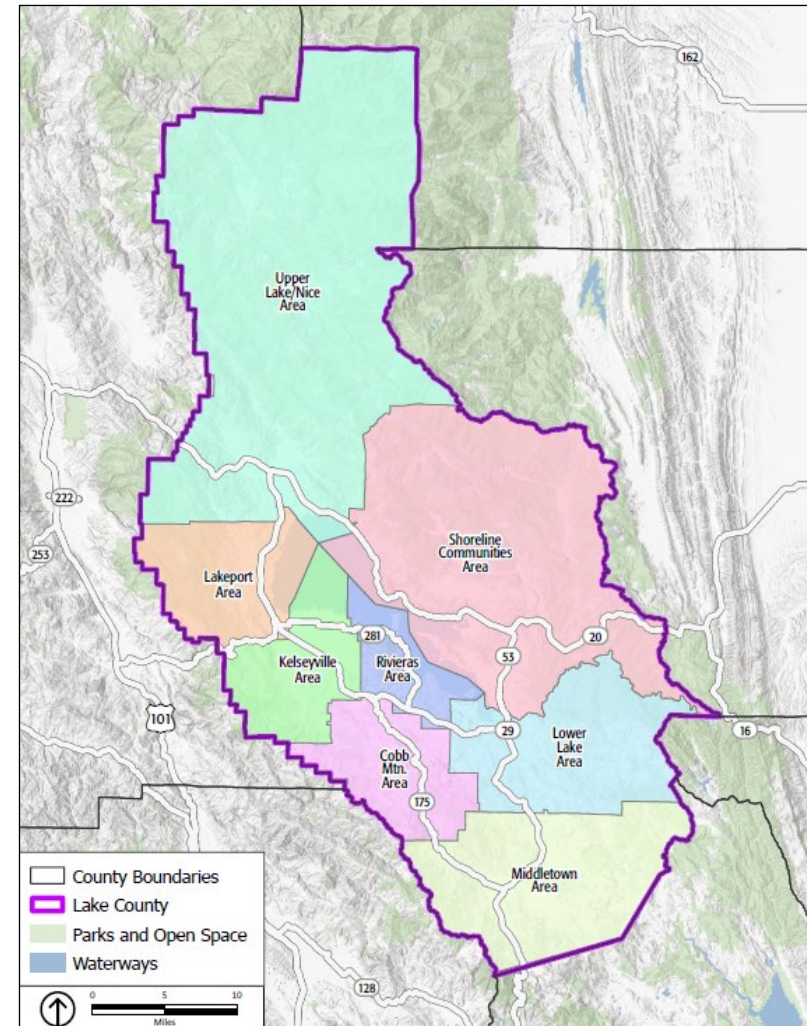 162
Upper
Lake/Nice
Area
222
253
Shoreline
Communities
Area
Lakeport
Area
281
20
Kelseyville
Area
Rivieras
Area
53
101
29
16
Lower
Lake
Area
Cobb
Mtn.
Area
175
Middletown
Area
County Boundaries
Lake County
Parks and Open Space
Waterways
128
0 5 10
Miles